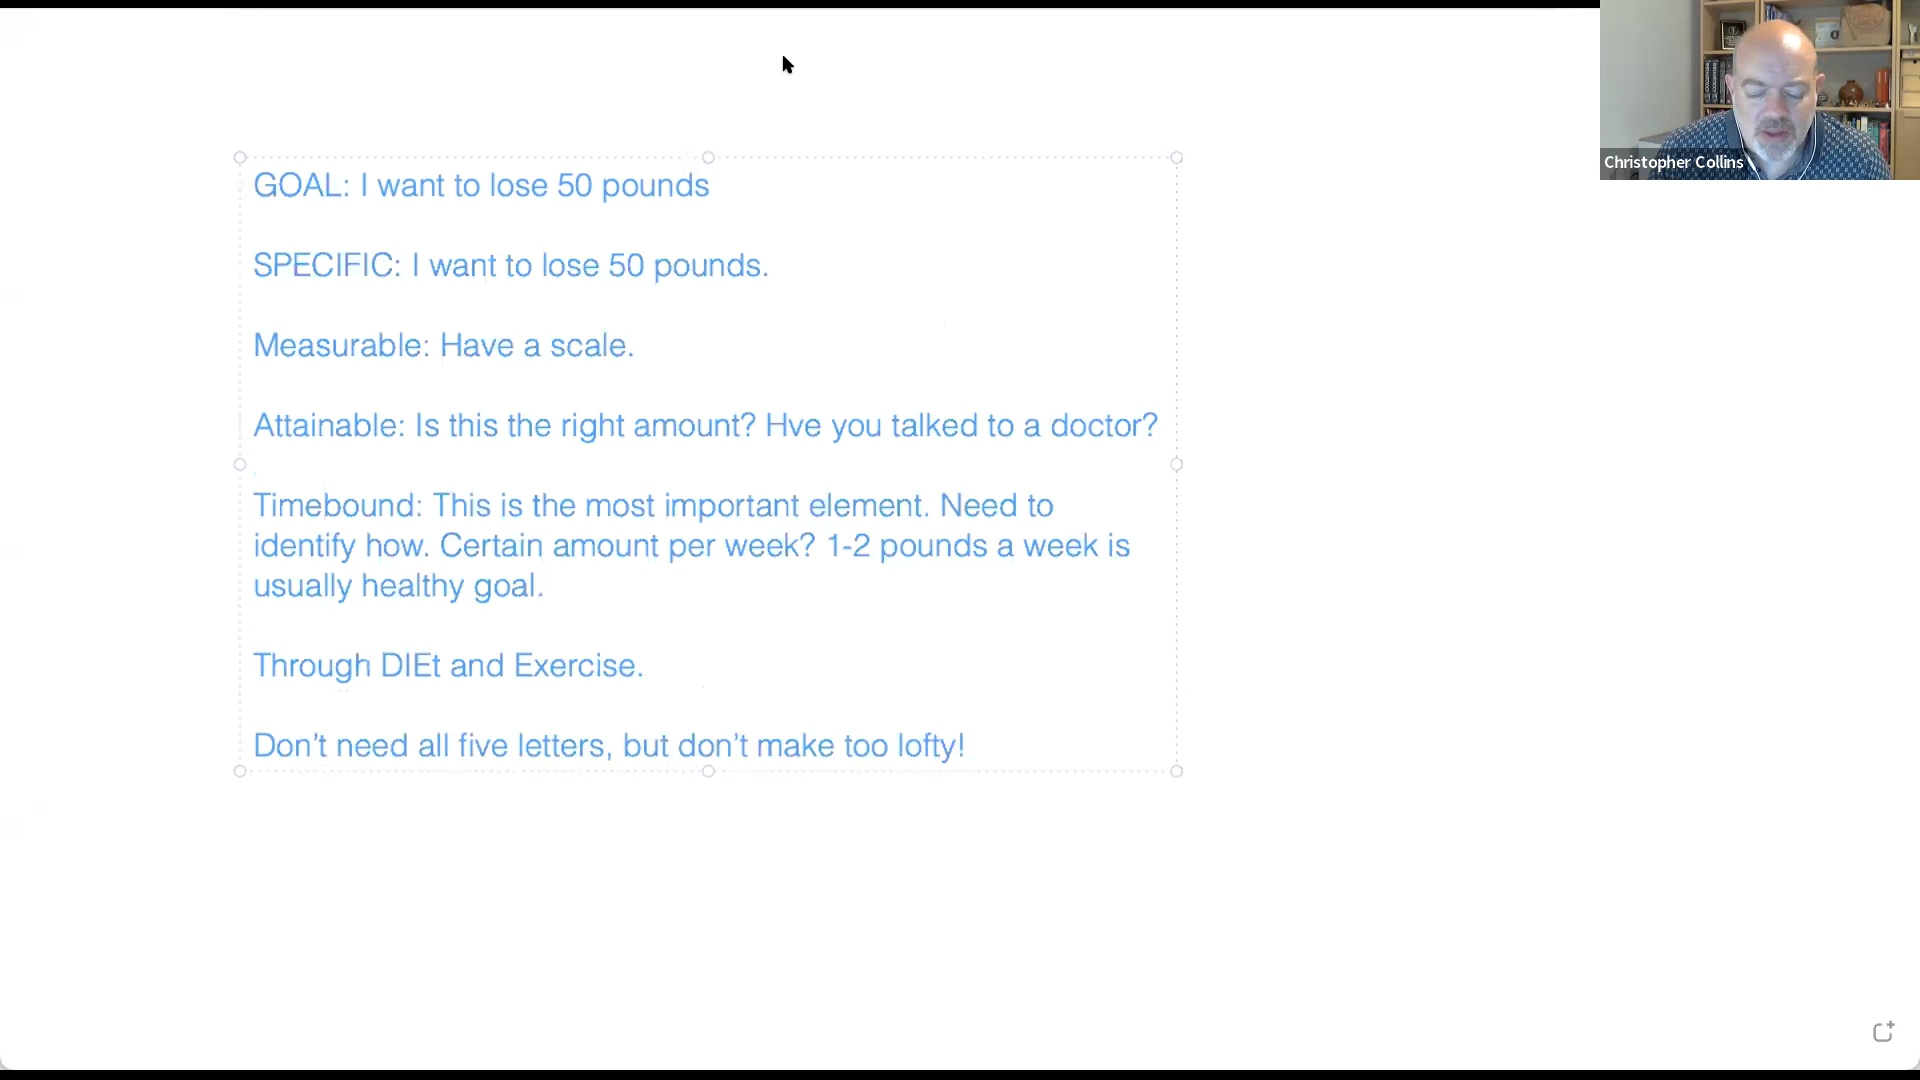 GOAL: I want to lose 50 pounds
SPECIFIC: I want to lose 50 pounds.
Measurable: Have a scale.
Attainable: Is this the right amount? Hve you talked to a doctor?
Timebound: This is the most important element. Need to
identify how. Certain amount per week? 1-2 pounds a week is
usually healthy goal.
Through DIEt and Exercise.
Don't need all five letters, but don't make too lofty!
Christopher Collins